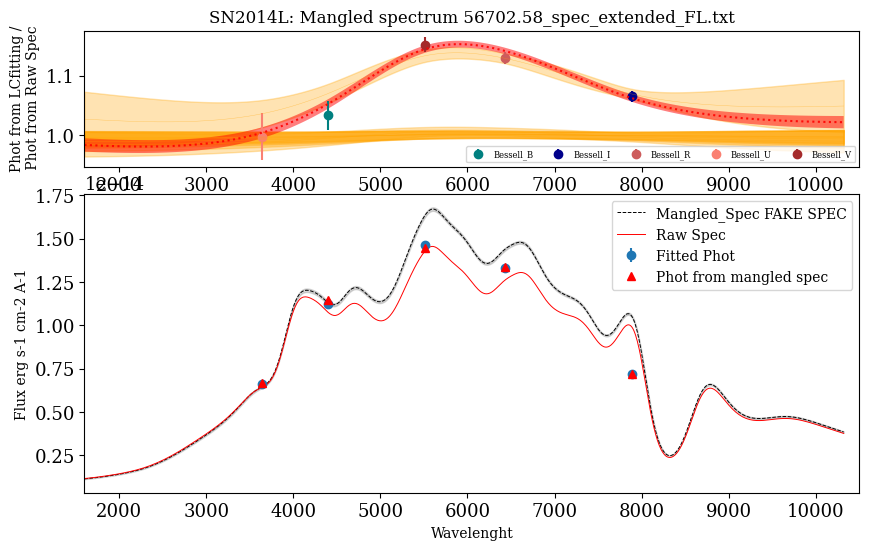 SN2014L: Mangled spectrum 56702.58_spec_extended_FL.txt
Phot from LCfitting /
Phot from Raw Spec
1.1
1.0
Bessell_B Bessell_I Bessell_R Bessell_U Bessell_V
2000 3000 4000 5000 6000 7000 8000 9000 10000
1e−14
Flux erg s-1 cm-2 A-1
1.75
1.50
1.25
1.00
0.75
0.50
0.25
Mangled_Spec FAKE SPEC
Raw Spec
Fitted Phot
Phot from mangled spec
2000 3000 4000 5000 6000 7000 8000 9000 10000
Wavelenght